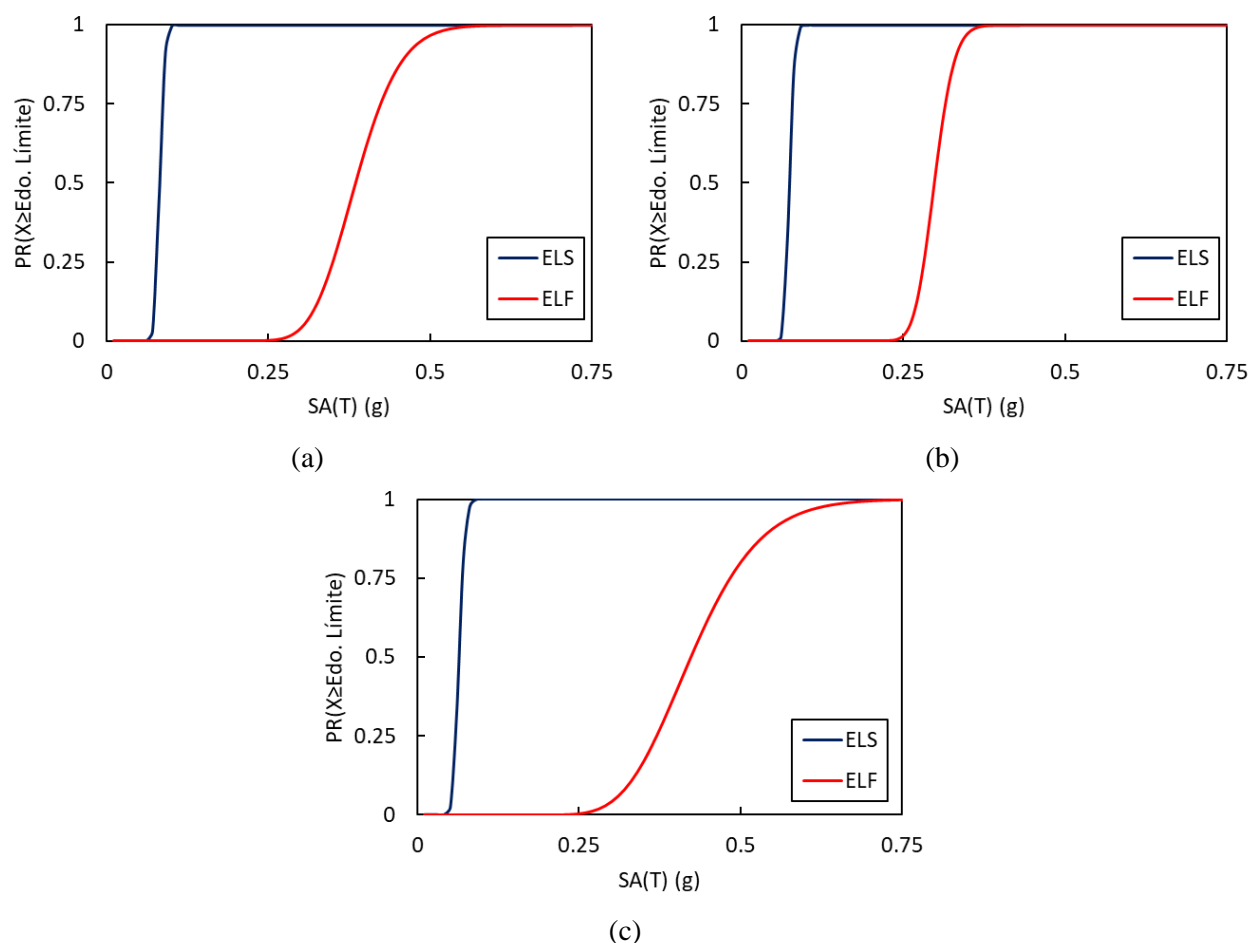 1
0.75
0.5
0.25
0
PR(X≥Edo. Límite)
ELS
ELF
0 0.25 0.5 0.75
SA(T) (g)
(a)
1
0.75
0.5
0.25
0
PR(X≥Edo. Límite)
ELS
ELF
0 0.25 0.5 0.75
SA(T) (g)
(b)
1
0.75
0.5
0.25
0
PR(X≥Edo. Límite)
ELS
ELF
0 0.25 0.5 0.75
SA(T) (g)
(c)